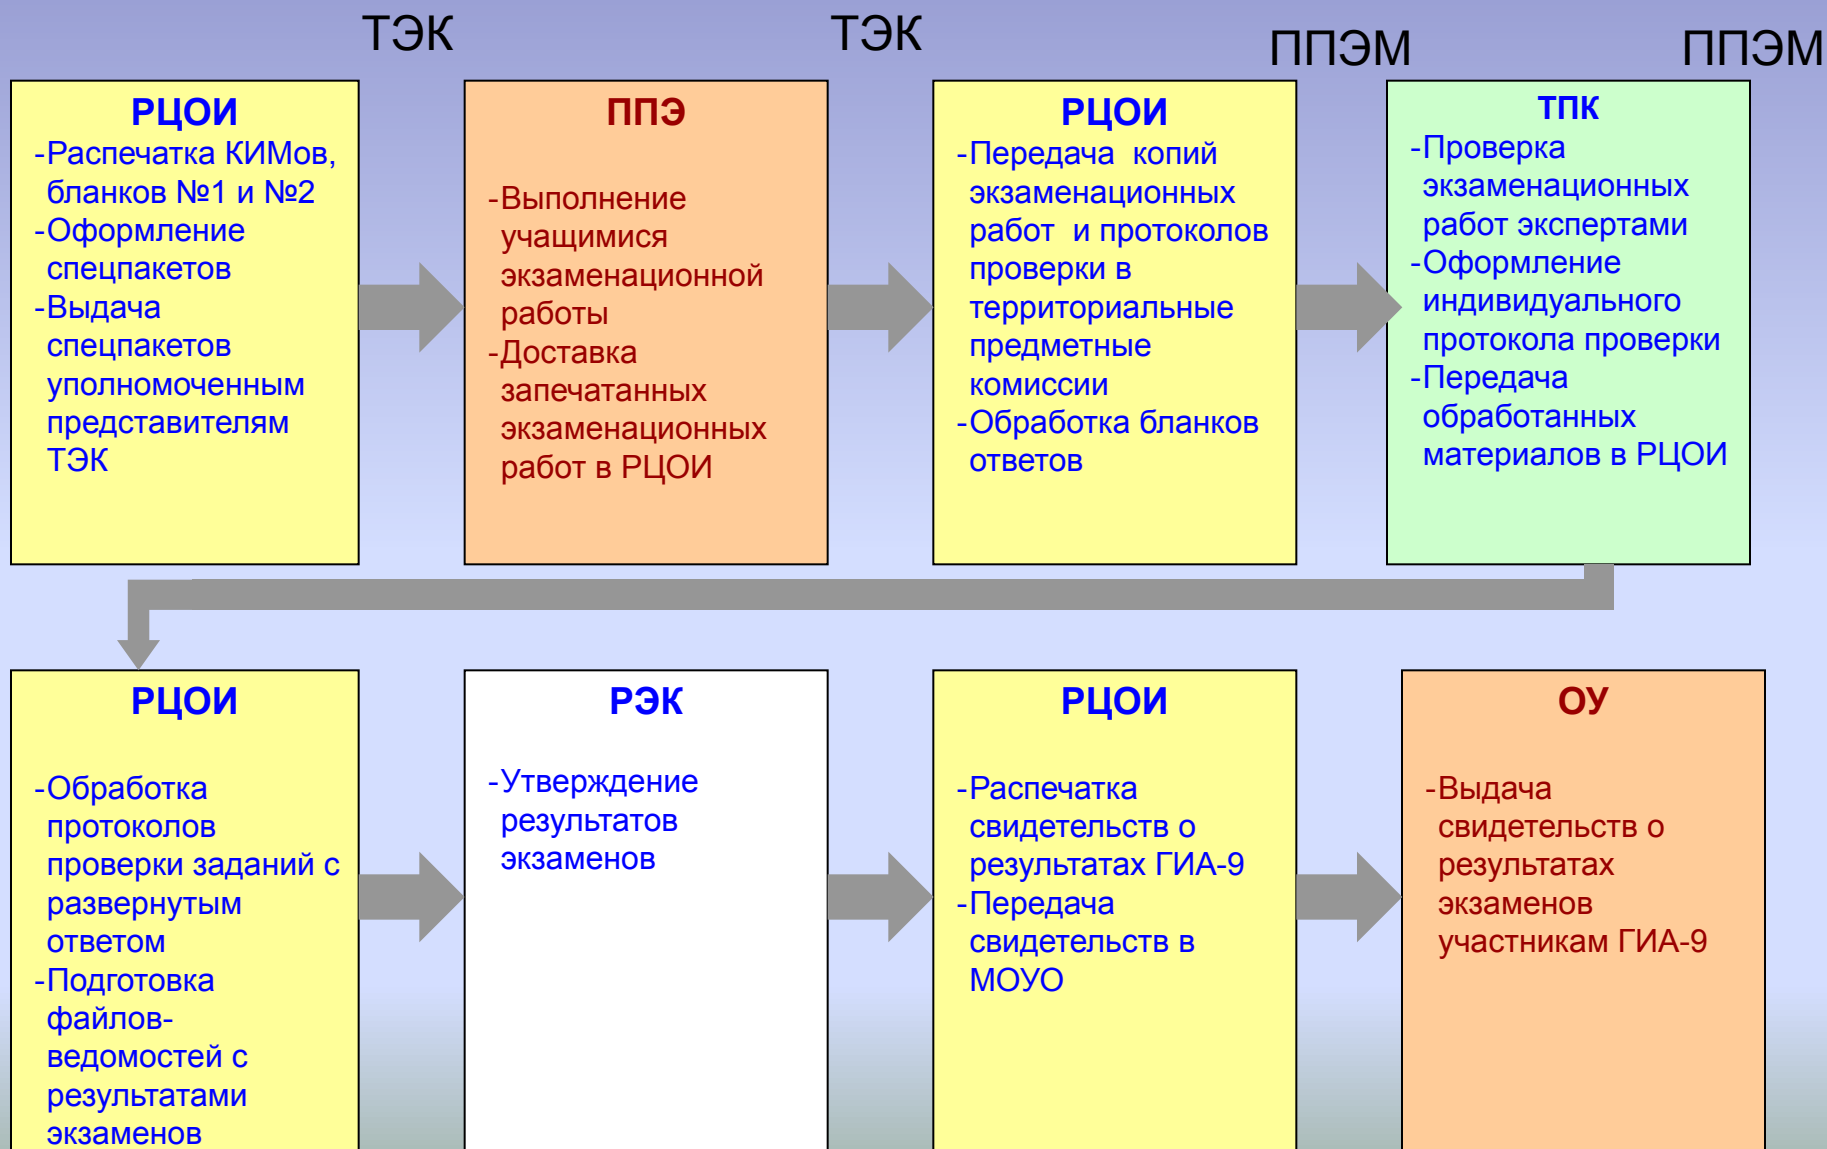 ТЭК
ТЭК
ППЭМ
ППЭМ
РЦОИ
-Распечатка КИМов,
бланков №1 и №2
-Оформление
спецпакетов
-Выдача
спецпакетов
уполномоченным
представителям
ТЭК
ППЭ
-Выполнение
учащимися
экзаменационной
работы
-Доставка
запечатанных
экзаменационных
работ в РЦОИ
РЦОИ
-Передача копий
экзаменационных
работ и протоколов
проверки в
территориальные
предметные
комиссии
-Обработка бланков
ответов
ТПК
-Проверка
экзаменационных
работ экспертами
-Оформление
индивидуального
протокола проверки
-Передача
обработанных
материалов в РЦОИ
РЦОИ
-Обработка
протоколов
проверки заданий с
развернутым
ответом
-Подготовка
файлов-
ведомостей с
результатами
экзаменов
РЭК
-Утверждение
результатов
экзаменов
РЦОИ
-Распечатка
свидетельств о
результатах ГИА-9
-Передача
свидетельств в
МОУО
ОУ
-Выдача
свидетельств о
результатах
экзаменов
участникам ГИА-9